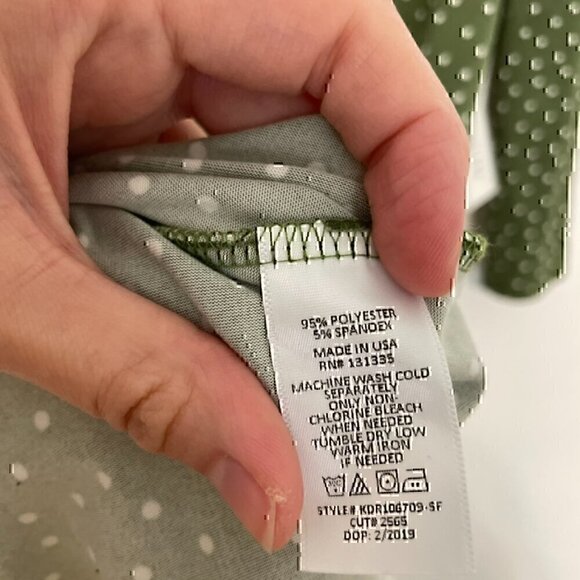 95% POLYESTER
5% SPANDEX
MADE IN USA
RN# 131335
MACHINE WASH COLD
SEPARATELY
ONLY NON
CHLORINE BLEACH
WHEN NEEDED
TUMBLE DRY LOW
WARM IRON
IF NEEDED
STYLE# KDR106709-SF
CUT# 2565
DOP: 2/2019